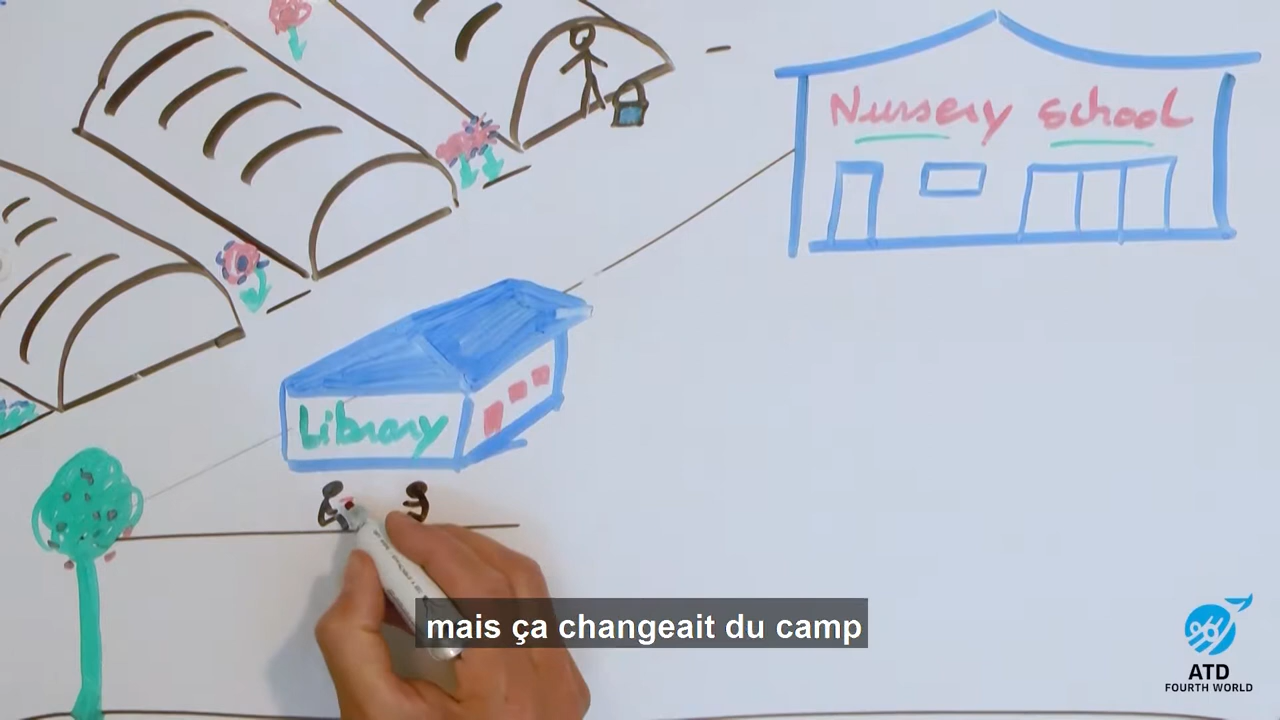 Nursery school
Library
mais ça changeait du camp
ATD
FOURTH WORLD